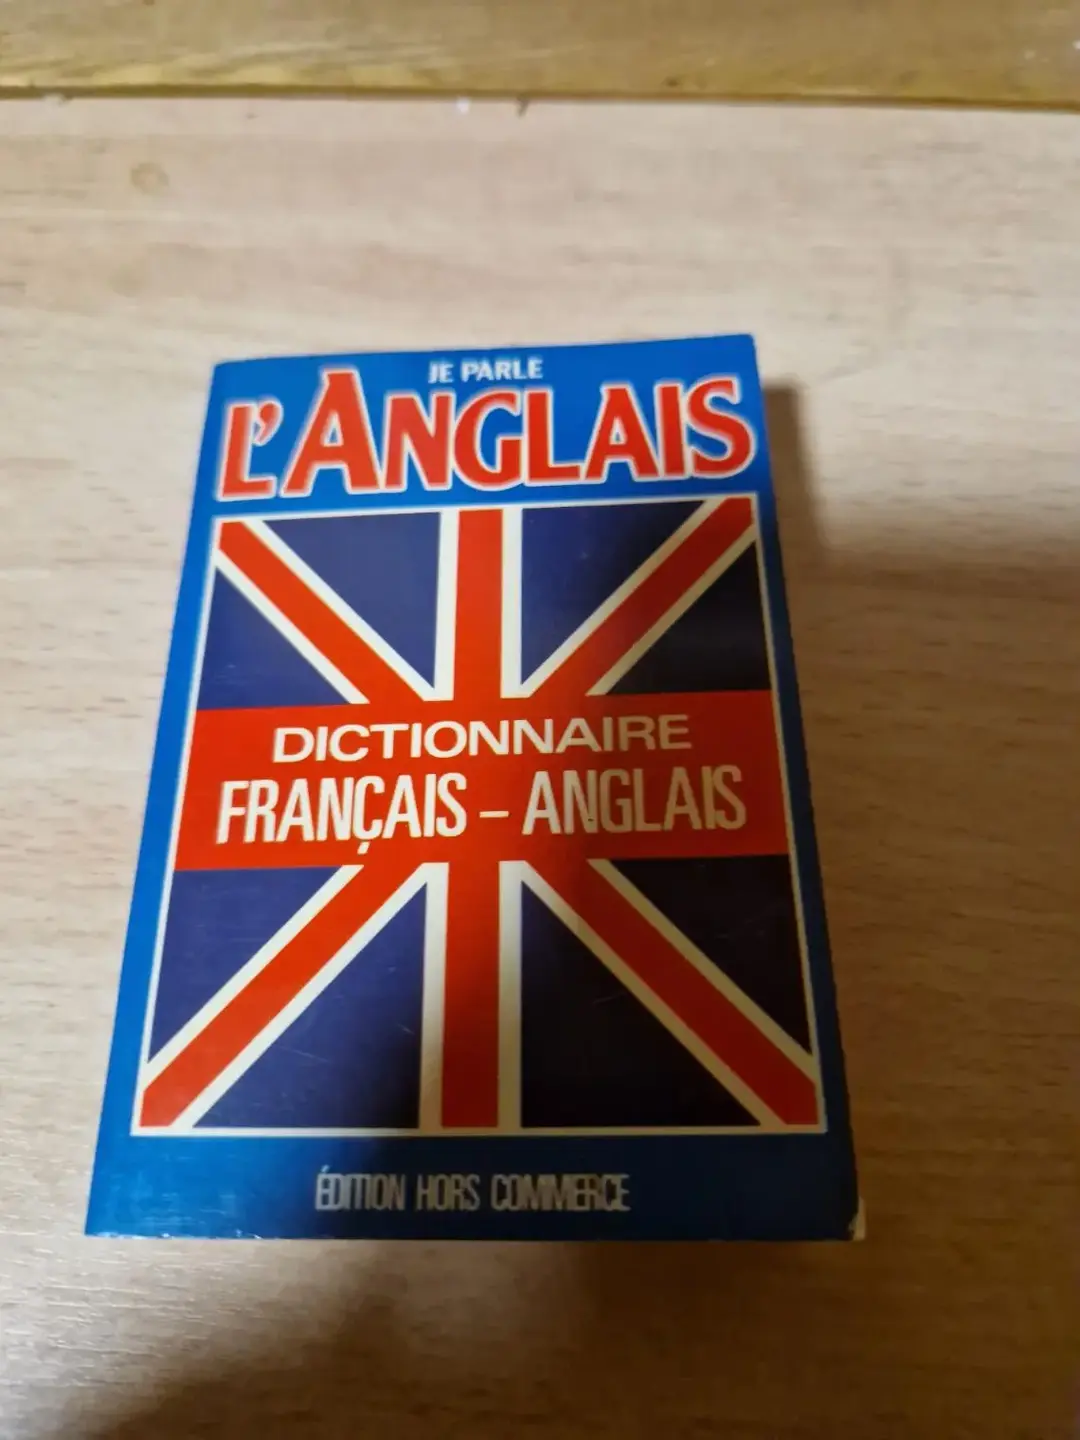 JE PARLE
L'ANGLAIS
DICTIONNAIRE
FRANÇAIS - ANGLAIS
ÉDITION HORS COMMERCE